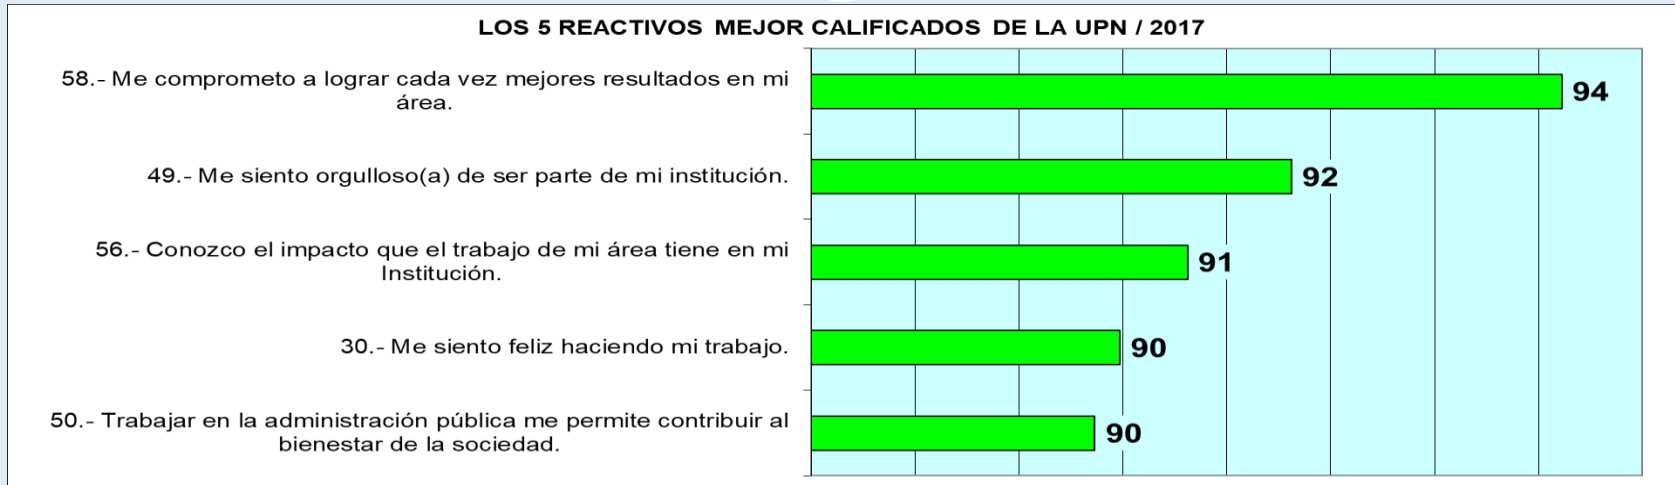 LOS 5 REACTIVOS MEJOR CALIFICADOS DE LA UPN / 2017
58.- Me comprometo a lograr cada vez mejores resultados en mi
área.
94
49.- Me siento orgulloso(a) de ser parte de mi institución.
92
56.- Conozco el impacto que el trabajo de mi área tiene en mi
Institución.
91
30.- Me siento feliz haciendo mi trabajo.
90
50.- Trabajar en la administración pública me permite contribuir al
bienestar de la sociedad.
90